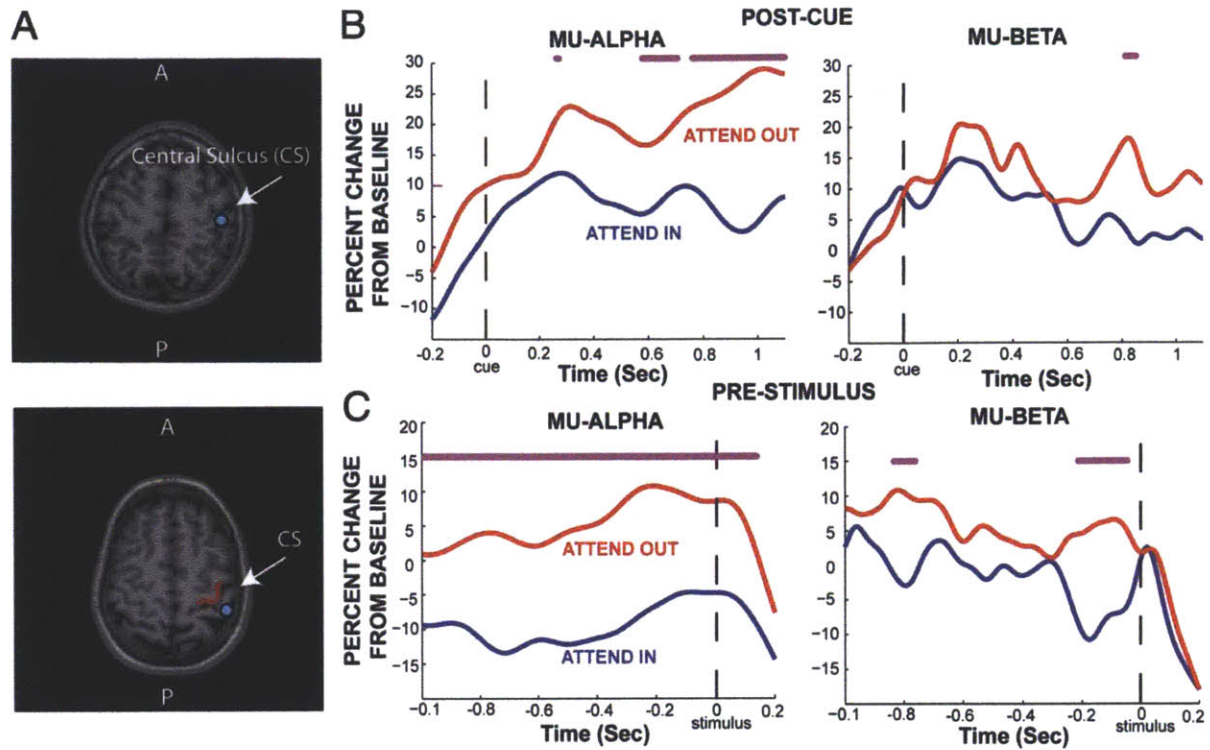 A
A
Central Sulcus (CS)
P
A
CS
P
B
POST-CUE
MU-ALPHA
MU-BETA
PERCENT CHANGE
FROM BASELINE
30
25
20
15
10
5
0
−5
−10
ATTEND OUT
ATTEND IN
-0.2
0
0.2
0.4
0.6
0.8
1
cue
Time (Sec)
30
25
20
15
10
5
0
−5
−10
-0.2
0
0.2
0.4
0.6
0.8
1
cue
Time (Sec)
C
PRE-STIMULUS
MU-ALPHA
MU-BETA
PERCENT CHANGE
FROM BASELINE
20
15
10
5
0
−5
−10
−15
ATTEND OUT
ATTEND IN
-0.1
-0.8
-0.6
-0.4
-0.2
0
0.2
stimulus
Time (Sec)
20
15
10
5
0
−5
−10
−15
-0.1
-0.8
-0.6
-0.4
-0.2
0
0.2
stimulus
Time (Sec)